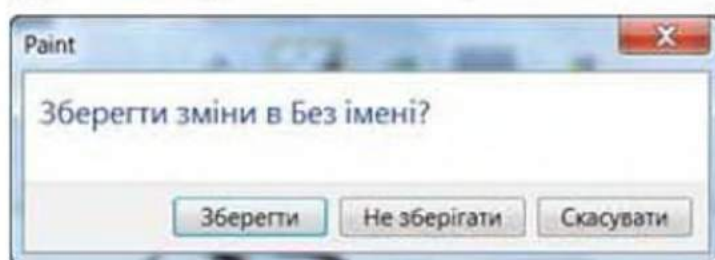 Paint
Зберегти зміни в Без імені?
Зберегти Не зберігати Скасувати